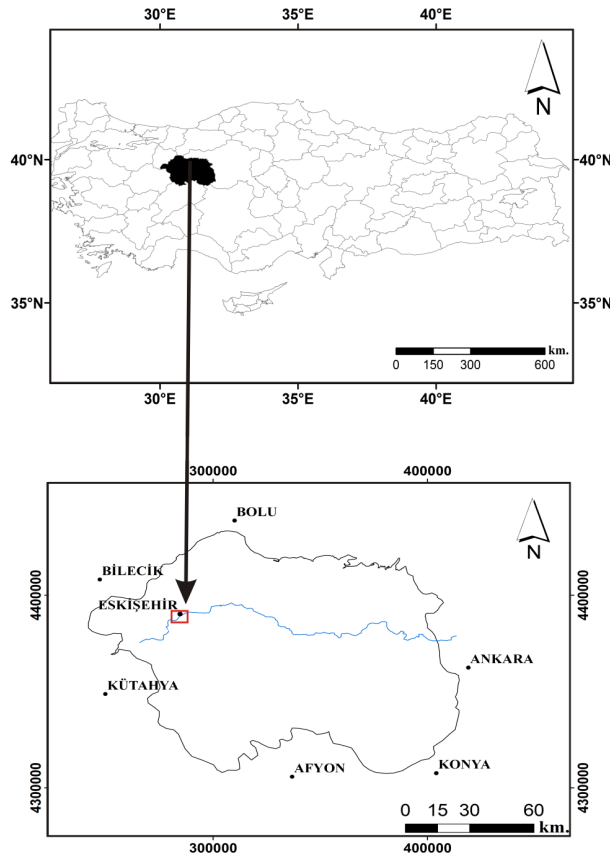 30°E 35°E 40°E
N
40°N 40°N
35°N 35°N
km.
0 150 300 600
30°E 35°E 40°E
300000 400000
BOLU
N
BİLECİK
4400000 4400000
ESKİŞEHİR
ANKARA
KÜTAHYA
AFYON
KONYA
4300000 4300000
0 15 30 60
km.
300000 400000